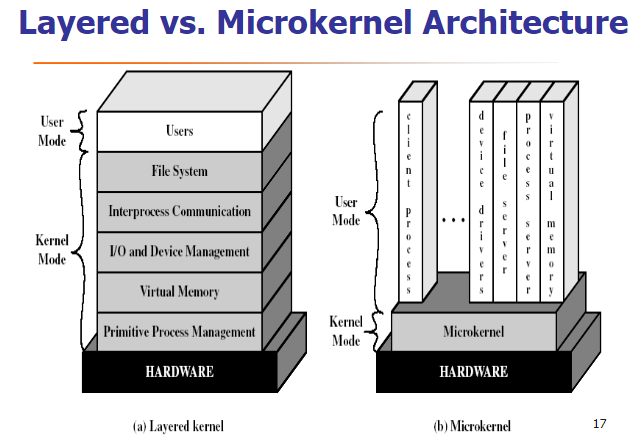 Layered vs. Microkernel Architecture
User
Mode
Users
File System
Interprocess Communication
Kernel
Mode
I/O and Device Management
Virtual Memory
Primitive Process Management
HARDWARE
(a) Layered kernel
User
Mode
client process
...
device drivers
file server
process server
virtual memory
Kernel
Mode
Microkernel
HARDWARE
(b) Microkernel
17